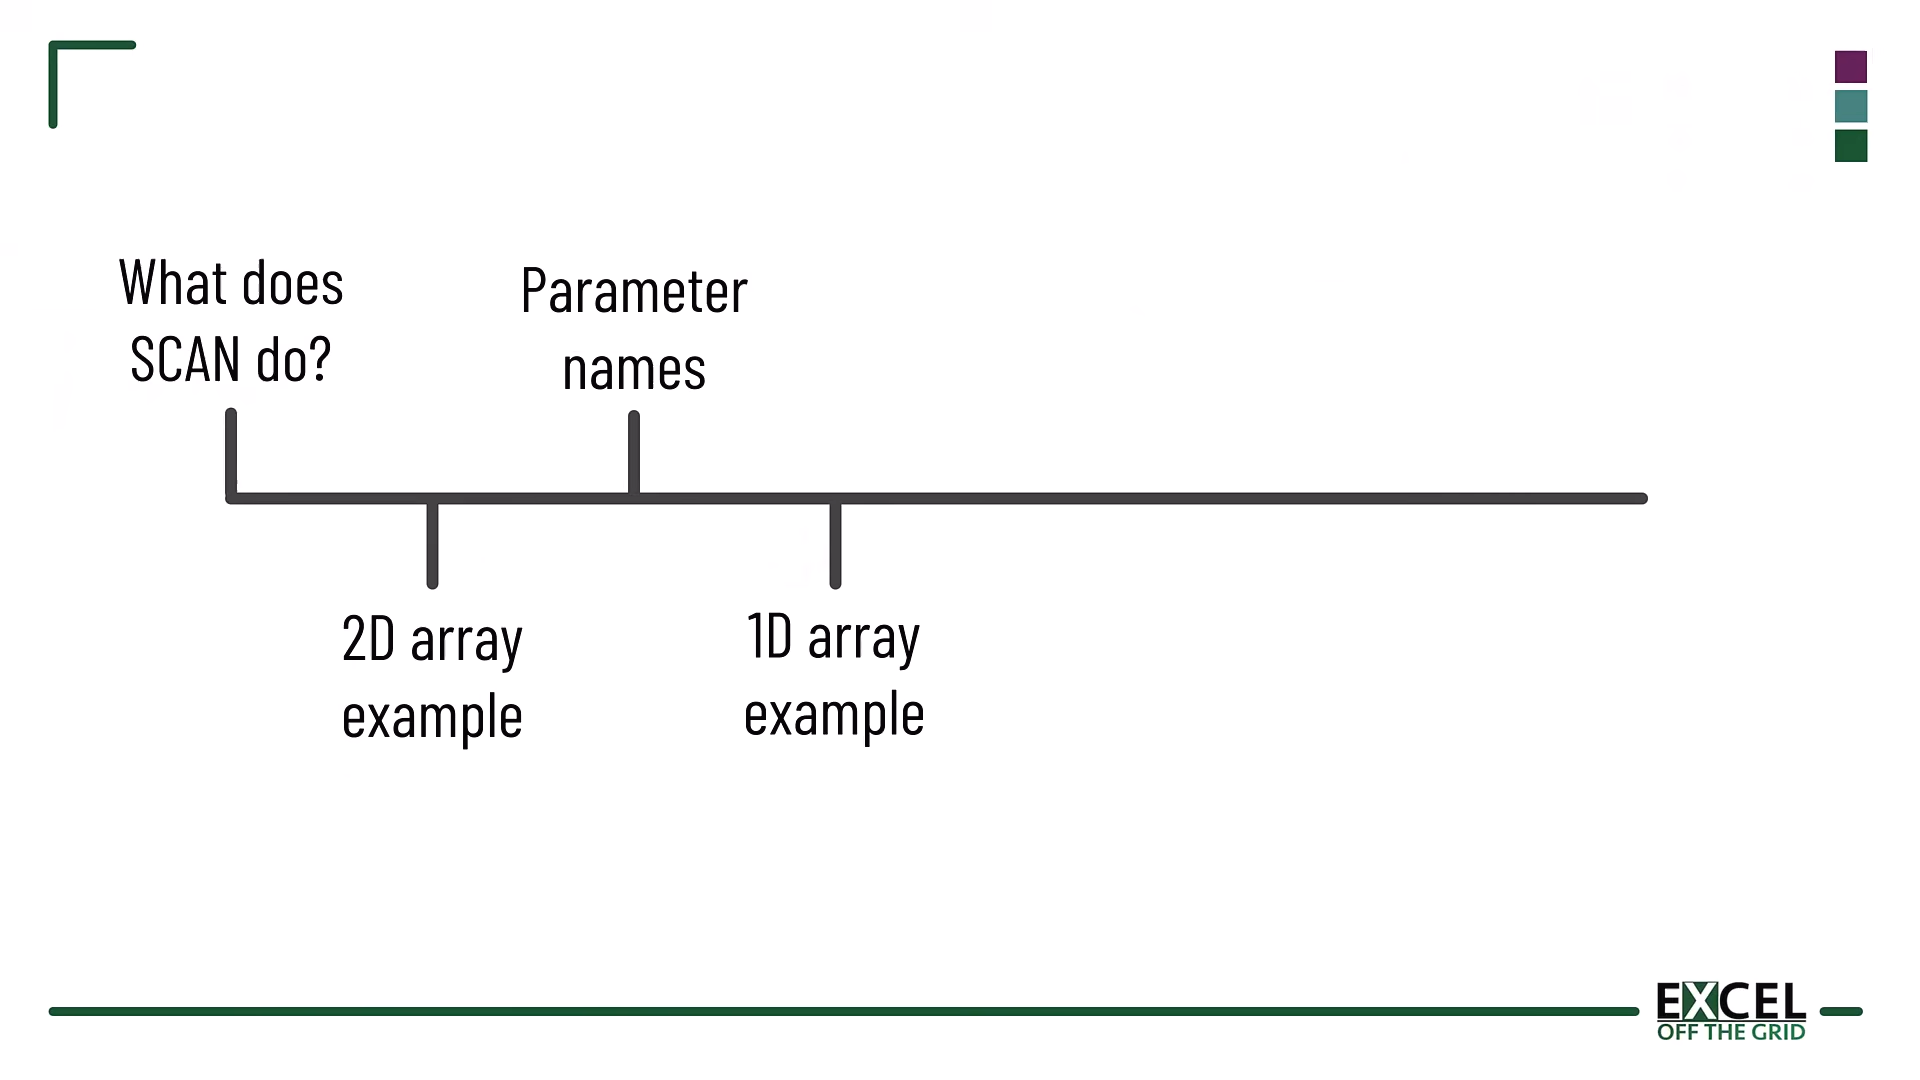 What does
SCAN do?
Parameter
names
2D array
example
1D array
example
EXCEL
OFF THE GRID